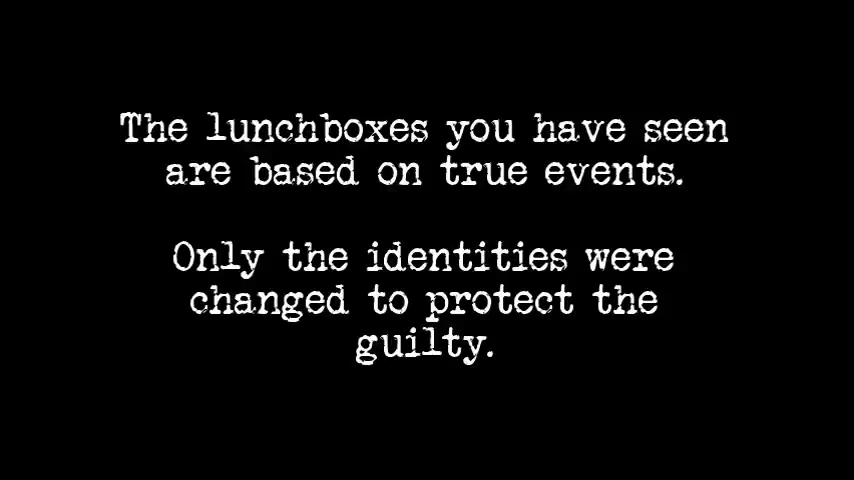 The lunchboxes you have seen
are based on true events.
Only the identities were
changed to protect the
guilty.